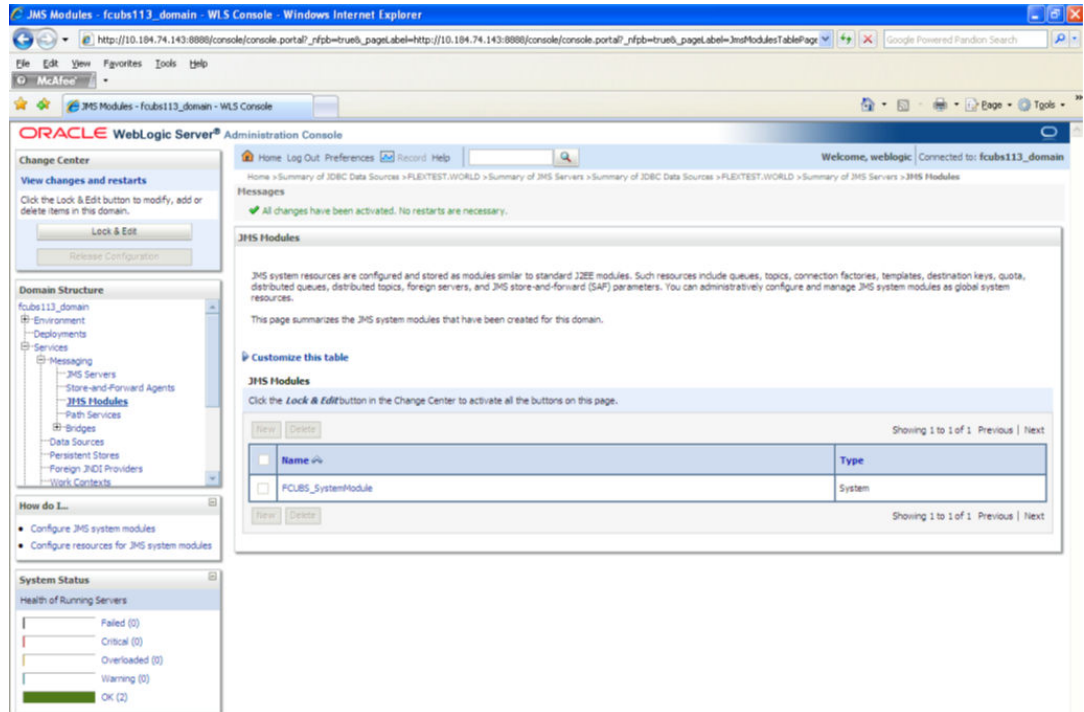 JMS Modules - fcubs113_domain - WLS Console - Windows Internet Explorer
http://10.184.74.143:8888/console/console.portal?_nfpb=true&_pageLabel=http://10.184.74.143:8888/console/console.portal?_nfpb=true&_pageLabel=JmsModulesTablePage
Google Powered Pandion Search
File Edit View Favorites Tools Help
McAfee
JMS Modules - fcubs113_domain - WLS Console
Page Tools
ORACLE WebLogic Server® Administration Console
Change Center
View changes and restarts
Click the Lock & Edit button to modify, add or
delete items in this domain.
Lock & Edit
Release Configuration
Domain Structure
fcubs113_domain
Environment
Deployments
Services
Messaging
JMS Servers
Store-and-Forward Agents
JMS Modules
Path Services
Bridges
Data Sources
Persistent Stores
Foreign JNDI Providers
Work Contexts
How do I...
Configure JMS system modules
Configure resources for JMS system modules
System Status
Health of Running Servers
Failed (0)
Critical (0)
Overloaded (0)
Warning (0)
OK (2)
Home Log Out Preferences Record Help
Welcome, weblogic Connected to: fcubs113_domain
Home >Summary of JDBC Data Sources >FLEXTEST.WORLD >Summary of JMS Servers >Summary of JDBC Data Sources >FLEXTEST.WORLD >Summary of JMS Servers >JMS Modules
Messages
All changes have been activated. No restarts are necessary.
JMS Modules
JMS system resources are configured and stored as modules similar to standard J2EE modules. Such resources include queues, topics, connection factories, templates, destination keys, quota,
distributed queues, distributed topics, foreign servers, and JMS store-and-forward (SAF) parameters. You can administratively configure and manage JMS system modules as global system
resources.
This page summarizes the JMS system modules that have been created for this domain.
Customize this table
JMS Modules
Click the Lock & Edit button in the Change Center to activate all the buttons on this page.
New Delete
Showing 1 to 1 of 1 Previous | Next
Name Type
FCUBS_SystemModule System
New Delete
Showing 1 to 1 of 1 Previous | Next